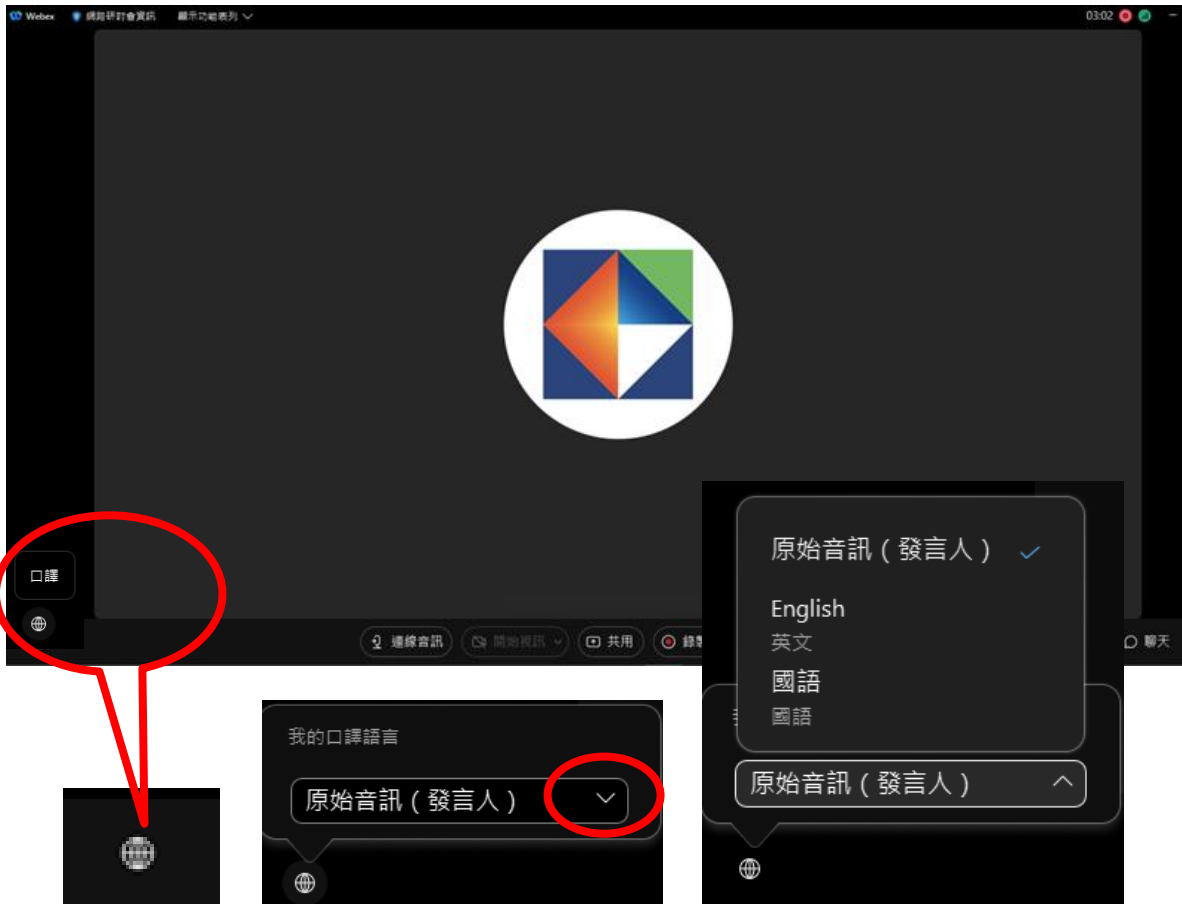 Webex 網路研討會資訊 顯示功能表列
03:02
口譯
連線音訊 開始視訊 共用 錄製
聊天
我的口譯語言
原始音訊（發言人）
原始音訊（發言人）
English
英文
國語
國語
原始音訊（發言人）